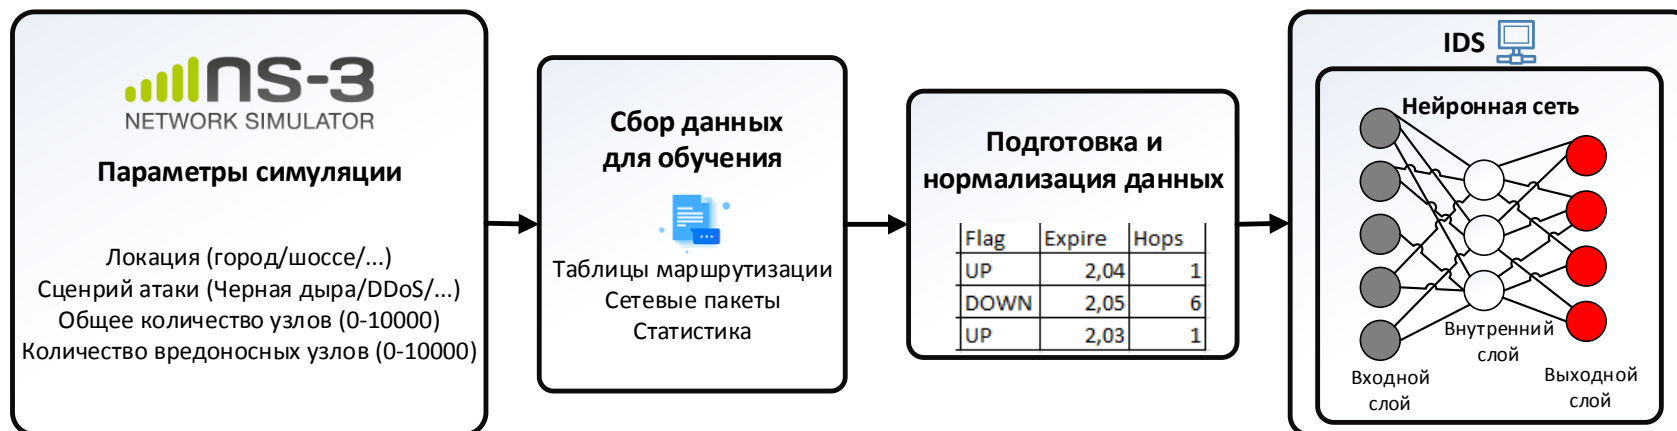 ns-3
NETWORK SIMULATOR
Параметры симуляции
Локация (город/шоссе/...)
Сценрий атаки (Черная дыра/DDoS/...)
Общее количество узлов (0-10000)
Количество вредоносных узлов (0-10000)
Сбор данных
для обучения
Таблицы маршрутизации
Сетевые пакеты
Статистика
Подготовка и
нормализация данных
Flag Expire Hops
UP 2,04 1
DOWN 2,05 6
UP 2,03 1
IDS
Нейронная сеть
Внутренний
слой
Входной
слой
Выходной
слой